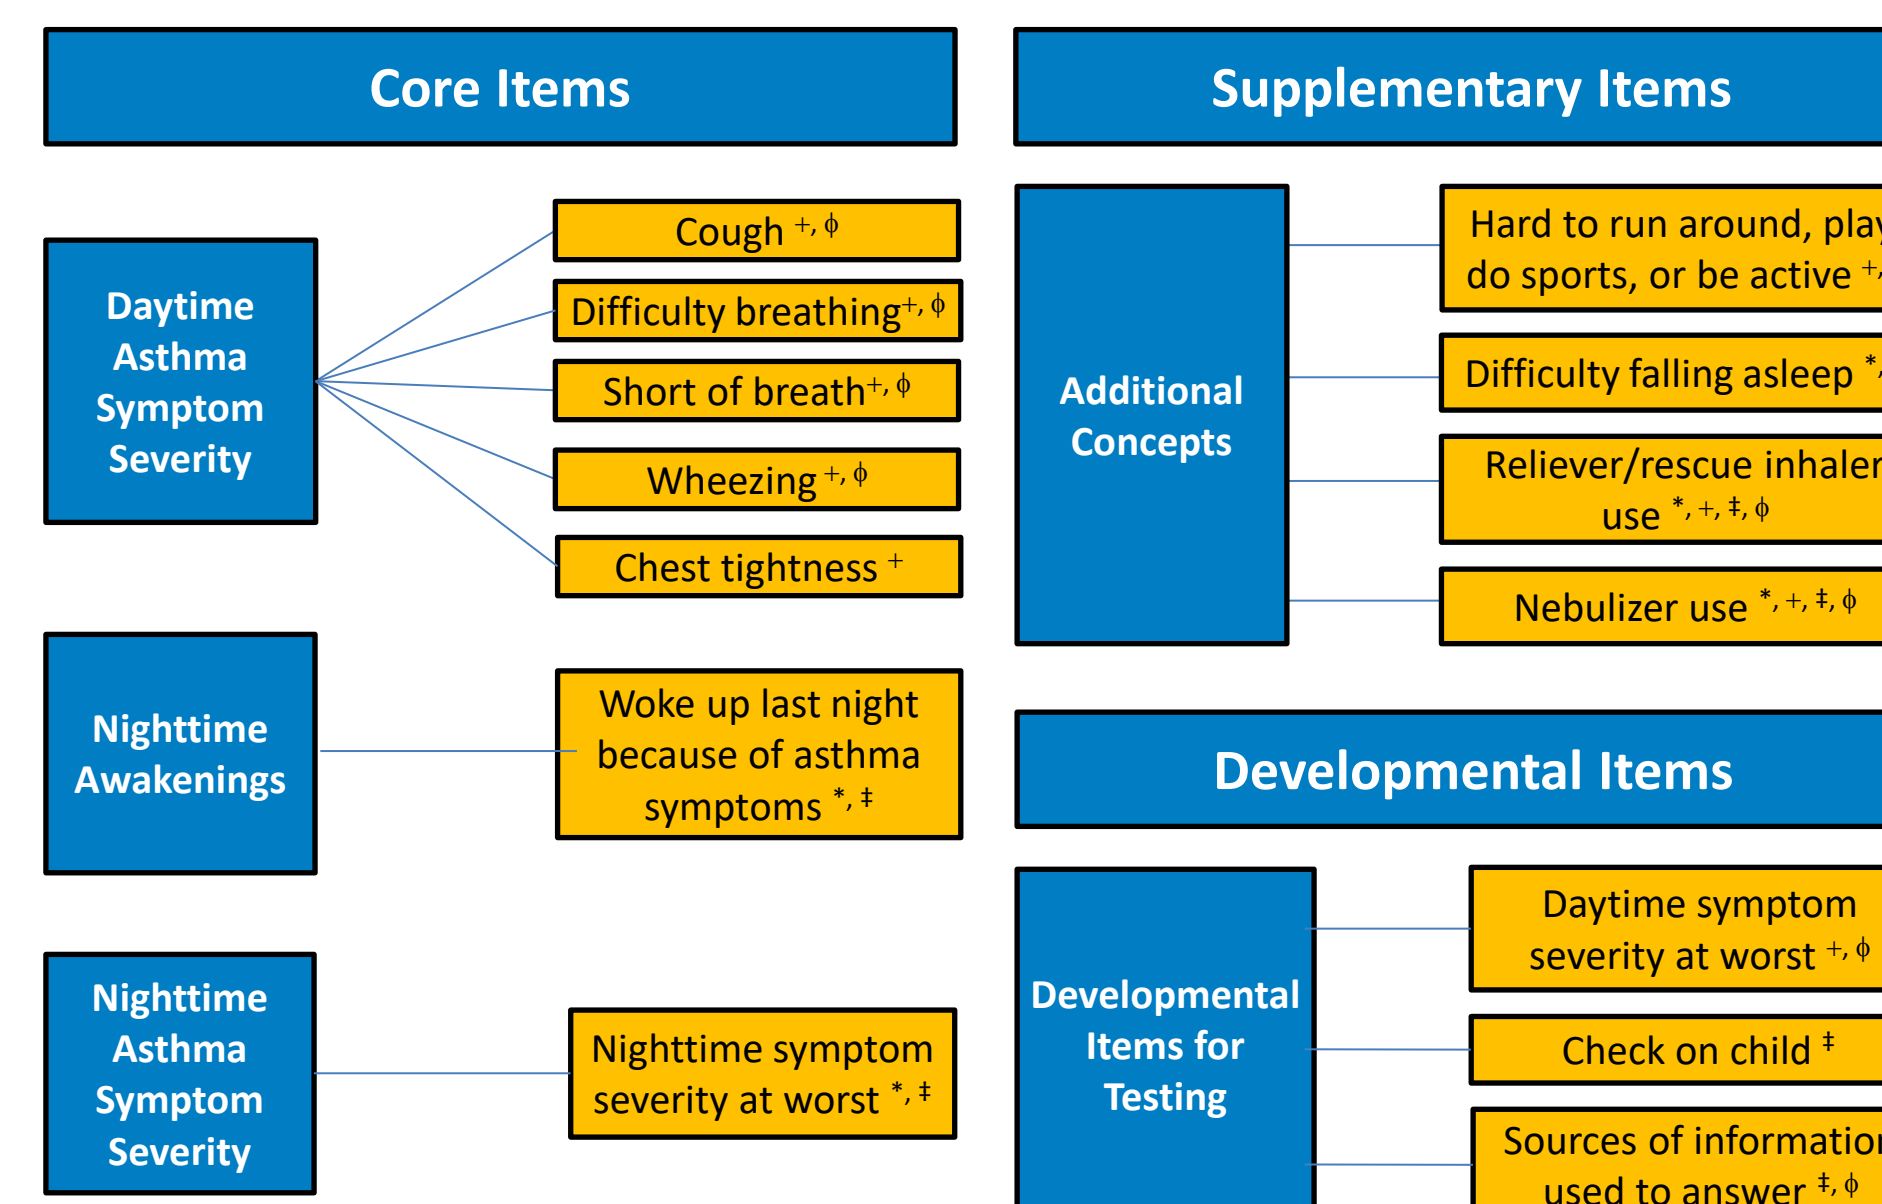 Core Items
Daytime
Asthma
Symptom
Severity
Cough +, ϕ
Difficulty breathing+, ϕ
Short of breath+, ϕ
Wheezing +, ϕ
Chest tightness +
Nighttime
Awakenings
Woke up last night
because of asthma
symptoms *, ‡
Nighttime
Asthma
Symptom
Severity
Nighttime symptom
severity at worst *, ‡
Supplementary Items
Additional
Concepts
Hard to run around, play
do sports, or be active +,
Difficulty falling asleep *,
Reliever/rescue inhaler
use *, +, ‡, ϕ
Nebulizer use *, +, ‡, ϕ
Developmental Items
Developmental
Items for
Testing
Daytime symptom
severity at worst +, ϕ
Check on child ‡
Sources of information
used to answer ‡, ϕ